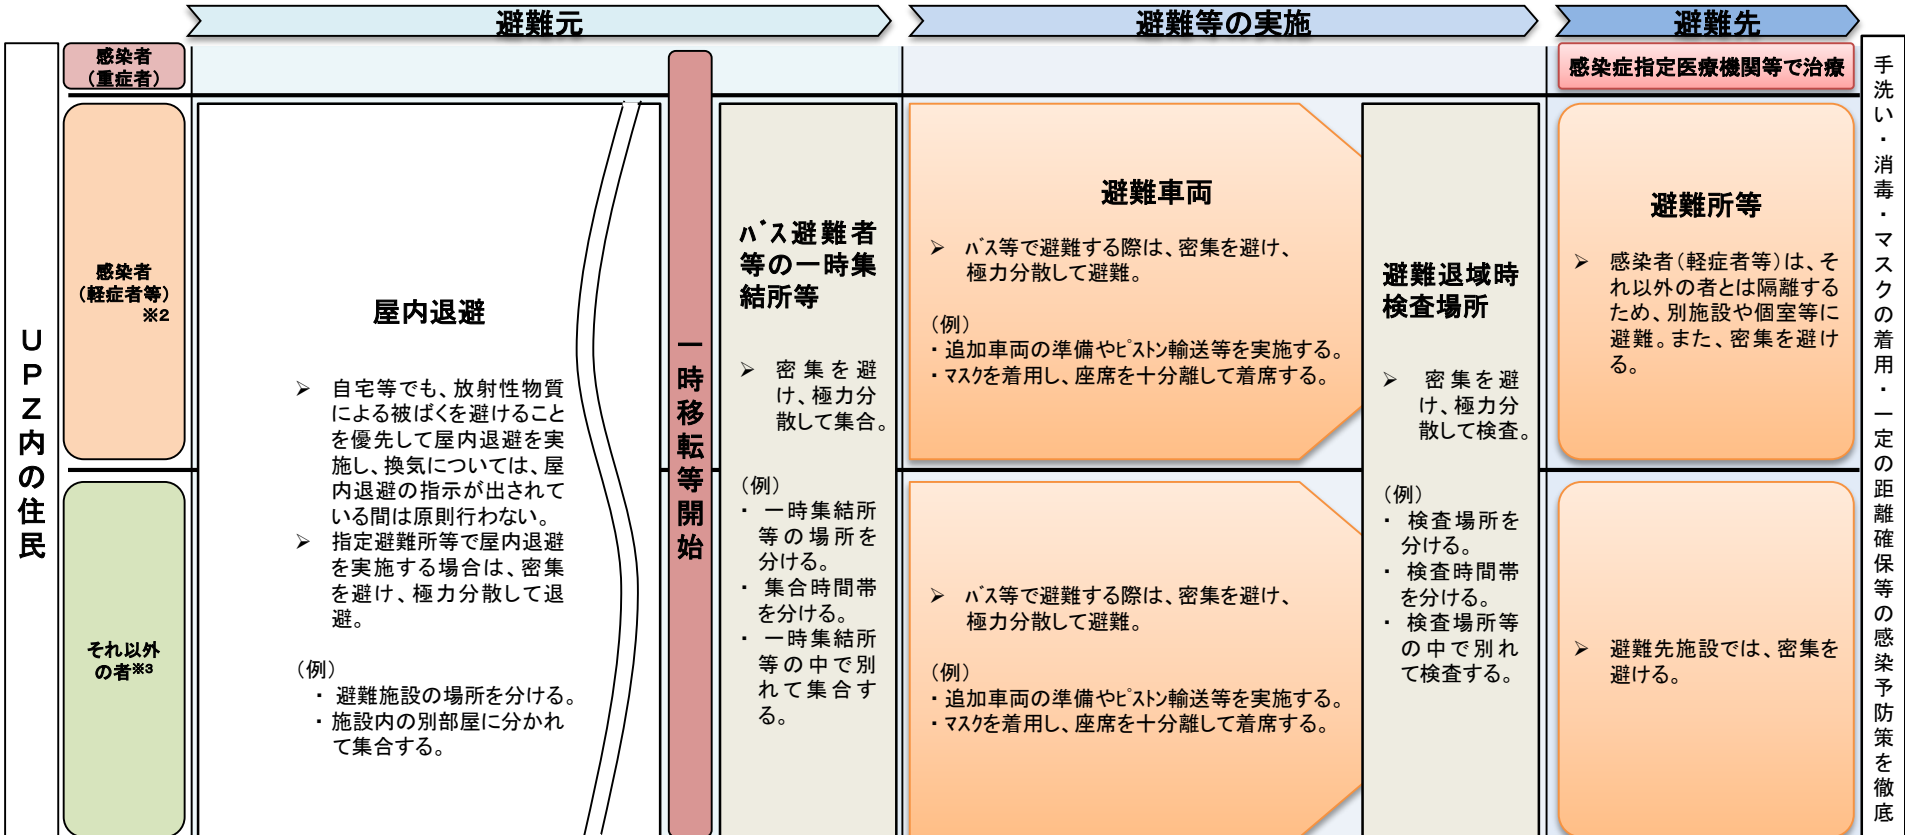 避難元
避難等の実施
避難先
UPZ内の住民
感染者
(重症者)
感染症指定医療機関等で治療
感染者
(軽症者等)
※2
それ以外
の者※3
屋内退避
➢ 自宅等でも、放射性物質
による被ばくを避けること
を優先して屋内退避を実
施し、換気については、屋
内退避の指示が出されて
いる間は原則行わない。
➢ 指定避難所等で屋内退避
を実施する場合は、密集
を避け、極力分散して退
避。
(例)
・ 避難施設の場所を分ける。
・施設内の別部屋に分かれ
て集合する。
一時移転等開始
バス避難者
等の一時集
結所等
➢ 密集を避
け、極力分
散して集合。
(例)
・ 一時集結所
等の場所を
分ける。
・ 集合時間帯
を分ける。
・ 一時集結所
等の中で別
れて集合す
る。
避難車両
➢ バス等で避難する際は、密集を避け、
極力分散して避難。
(例)
・追加車両の準備やピストン輸送等を実施する。
・マスクを着用し、座席を十分離して着席する。
➢ バス等で避難する際は、密集を避け、
極力分散して避難。
(例)
・追加車両の準備やピストン輸送等を実施する。
・マスクを着用し、座席を十分離して着席する。
避難退域時
検査場所
➢ 密集を避
け、極力分
散して検査。
(例)
・ 検査場所を
分ける。
・ 検査時間帯
を分ける。
・ 検査場所等
の中で別れ
て検査する。
避難所等
➢ 感染者(軽症者等)は、そ
れ以外の者とは隔離する
ため、別施設や個室等に
避難。また、密集を避け
る。
➢ 避難先施設では、密集を
避ける。
手洗い・消毒・マスクの着用・一定の距離確保等の感染予防策を徹底